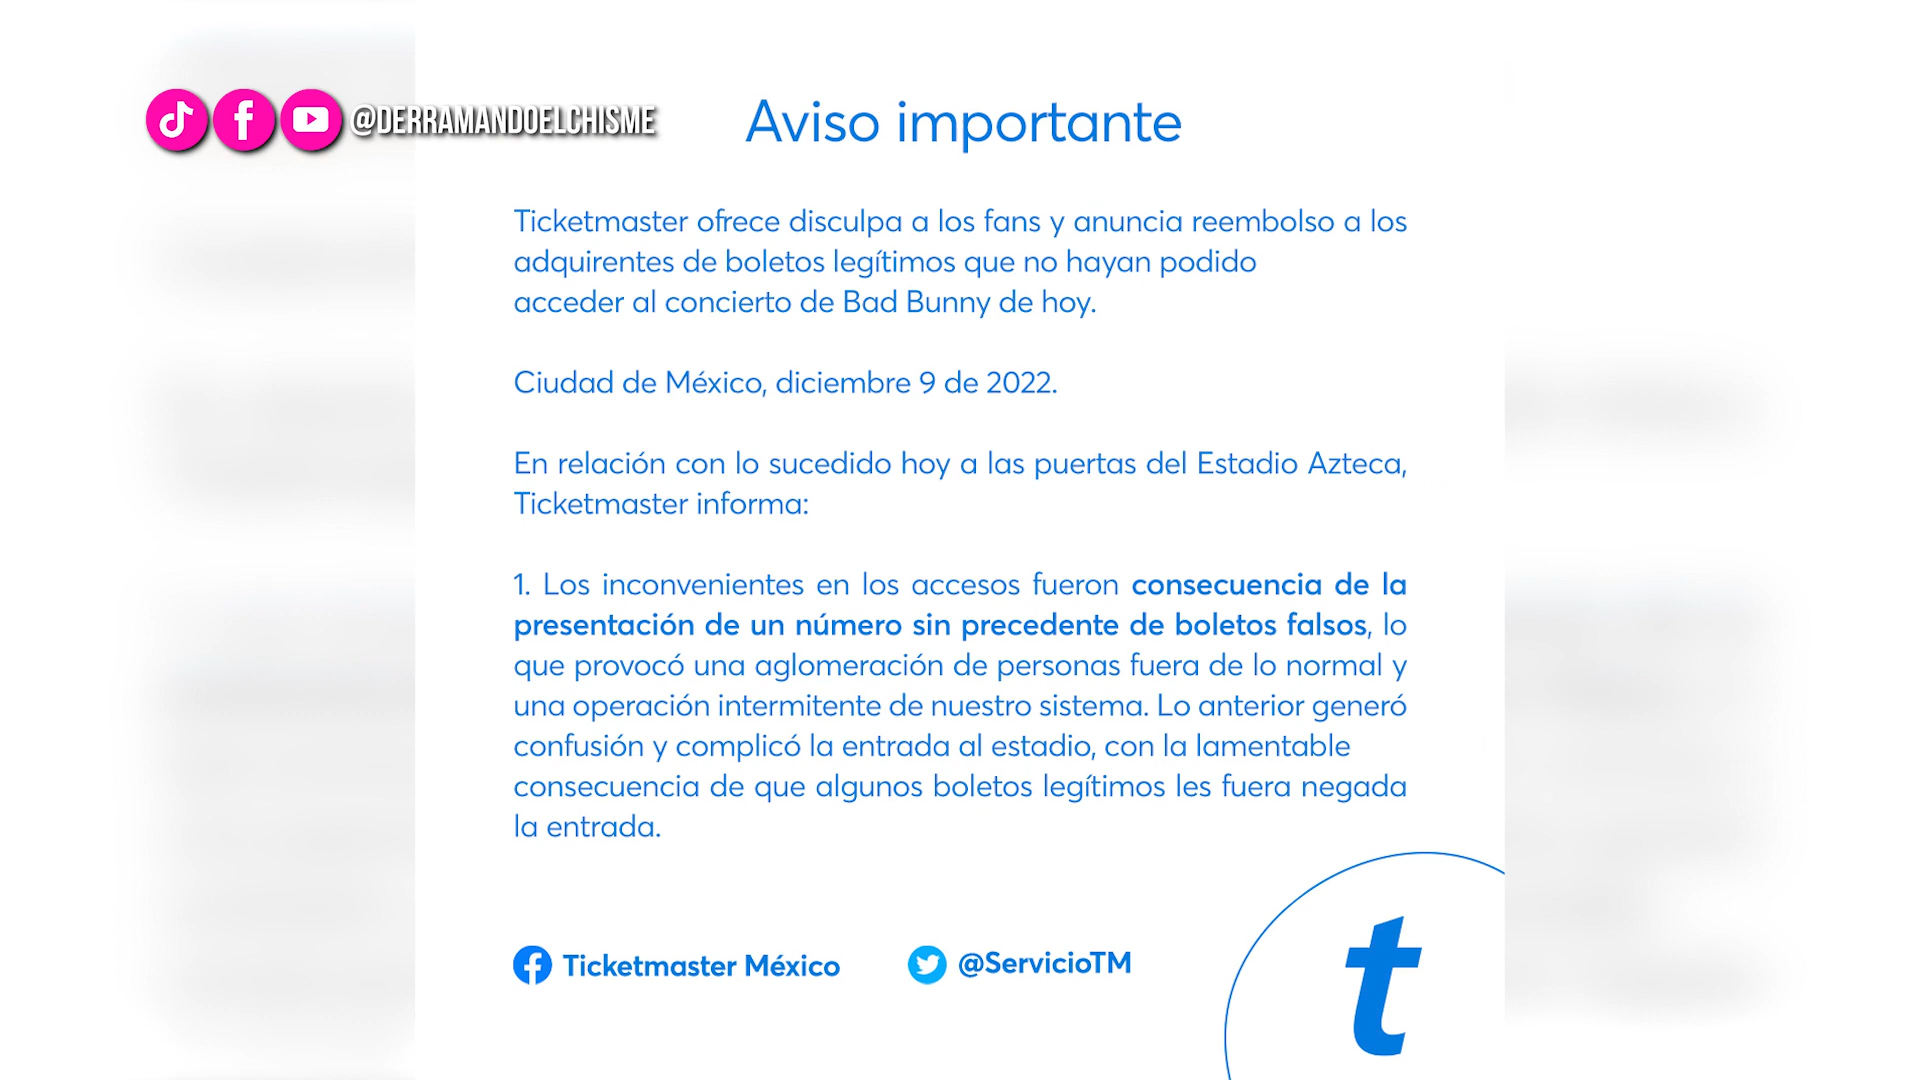 @DERRAMANDOELCHISME
Aviso importante
Ticketmaster ofrece disculpa a los fans y anuncia reembolso a los
adquirentes de boletos legítimos que no hayan podido
acceder al concierto de Bad Bunny de hoy.
Ciudad de México, diciembre 9 de 2022.
En relación con lo sucedido hoy a las puertas del Estadio Azteca,
Ticketmaster informa:
1. Los inconvenientes en los accesos fueron consecuencia de la
presentación de un número sin precedente de boletos falsos, lo
que provocó una aglomeración de personas fuera de lo normal y
una operación intermitente de nuestro sistema. Lo anterior generó
confusión y complicó la entrada al estadio, con la lamentable
consecuencia de que algunos boletos legítimos les fuera negada
la entrada.
Ticketmaster México
@ServicioTM
t